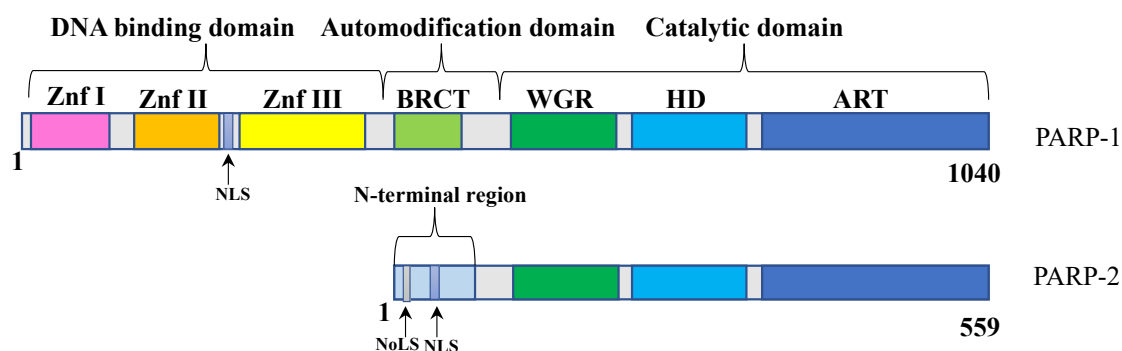 DNA binding domain Automodification domain Catalytic domain
Znf I Znf II Znf III BRCT WGR HD ART
PARP-1
1 1040
NLS
N-terminal region
PARP-2
1 559
NoLS NLS